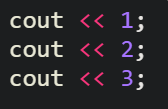 cout << 1;
cout << 2;
cout << 3;